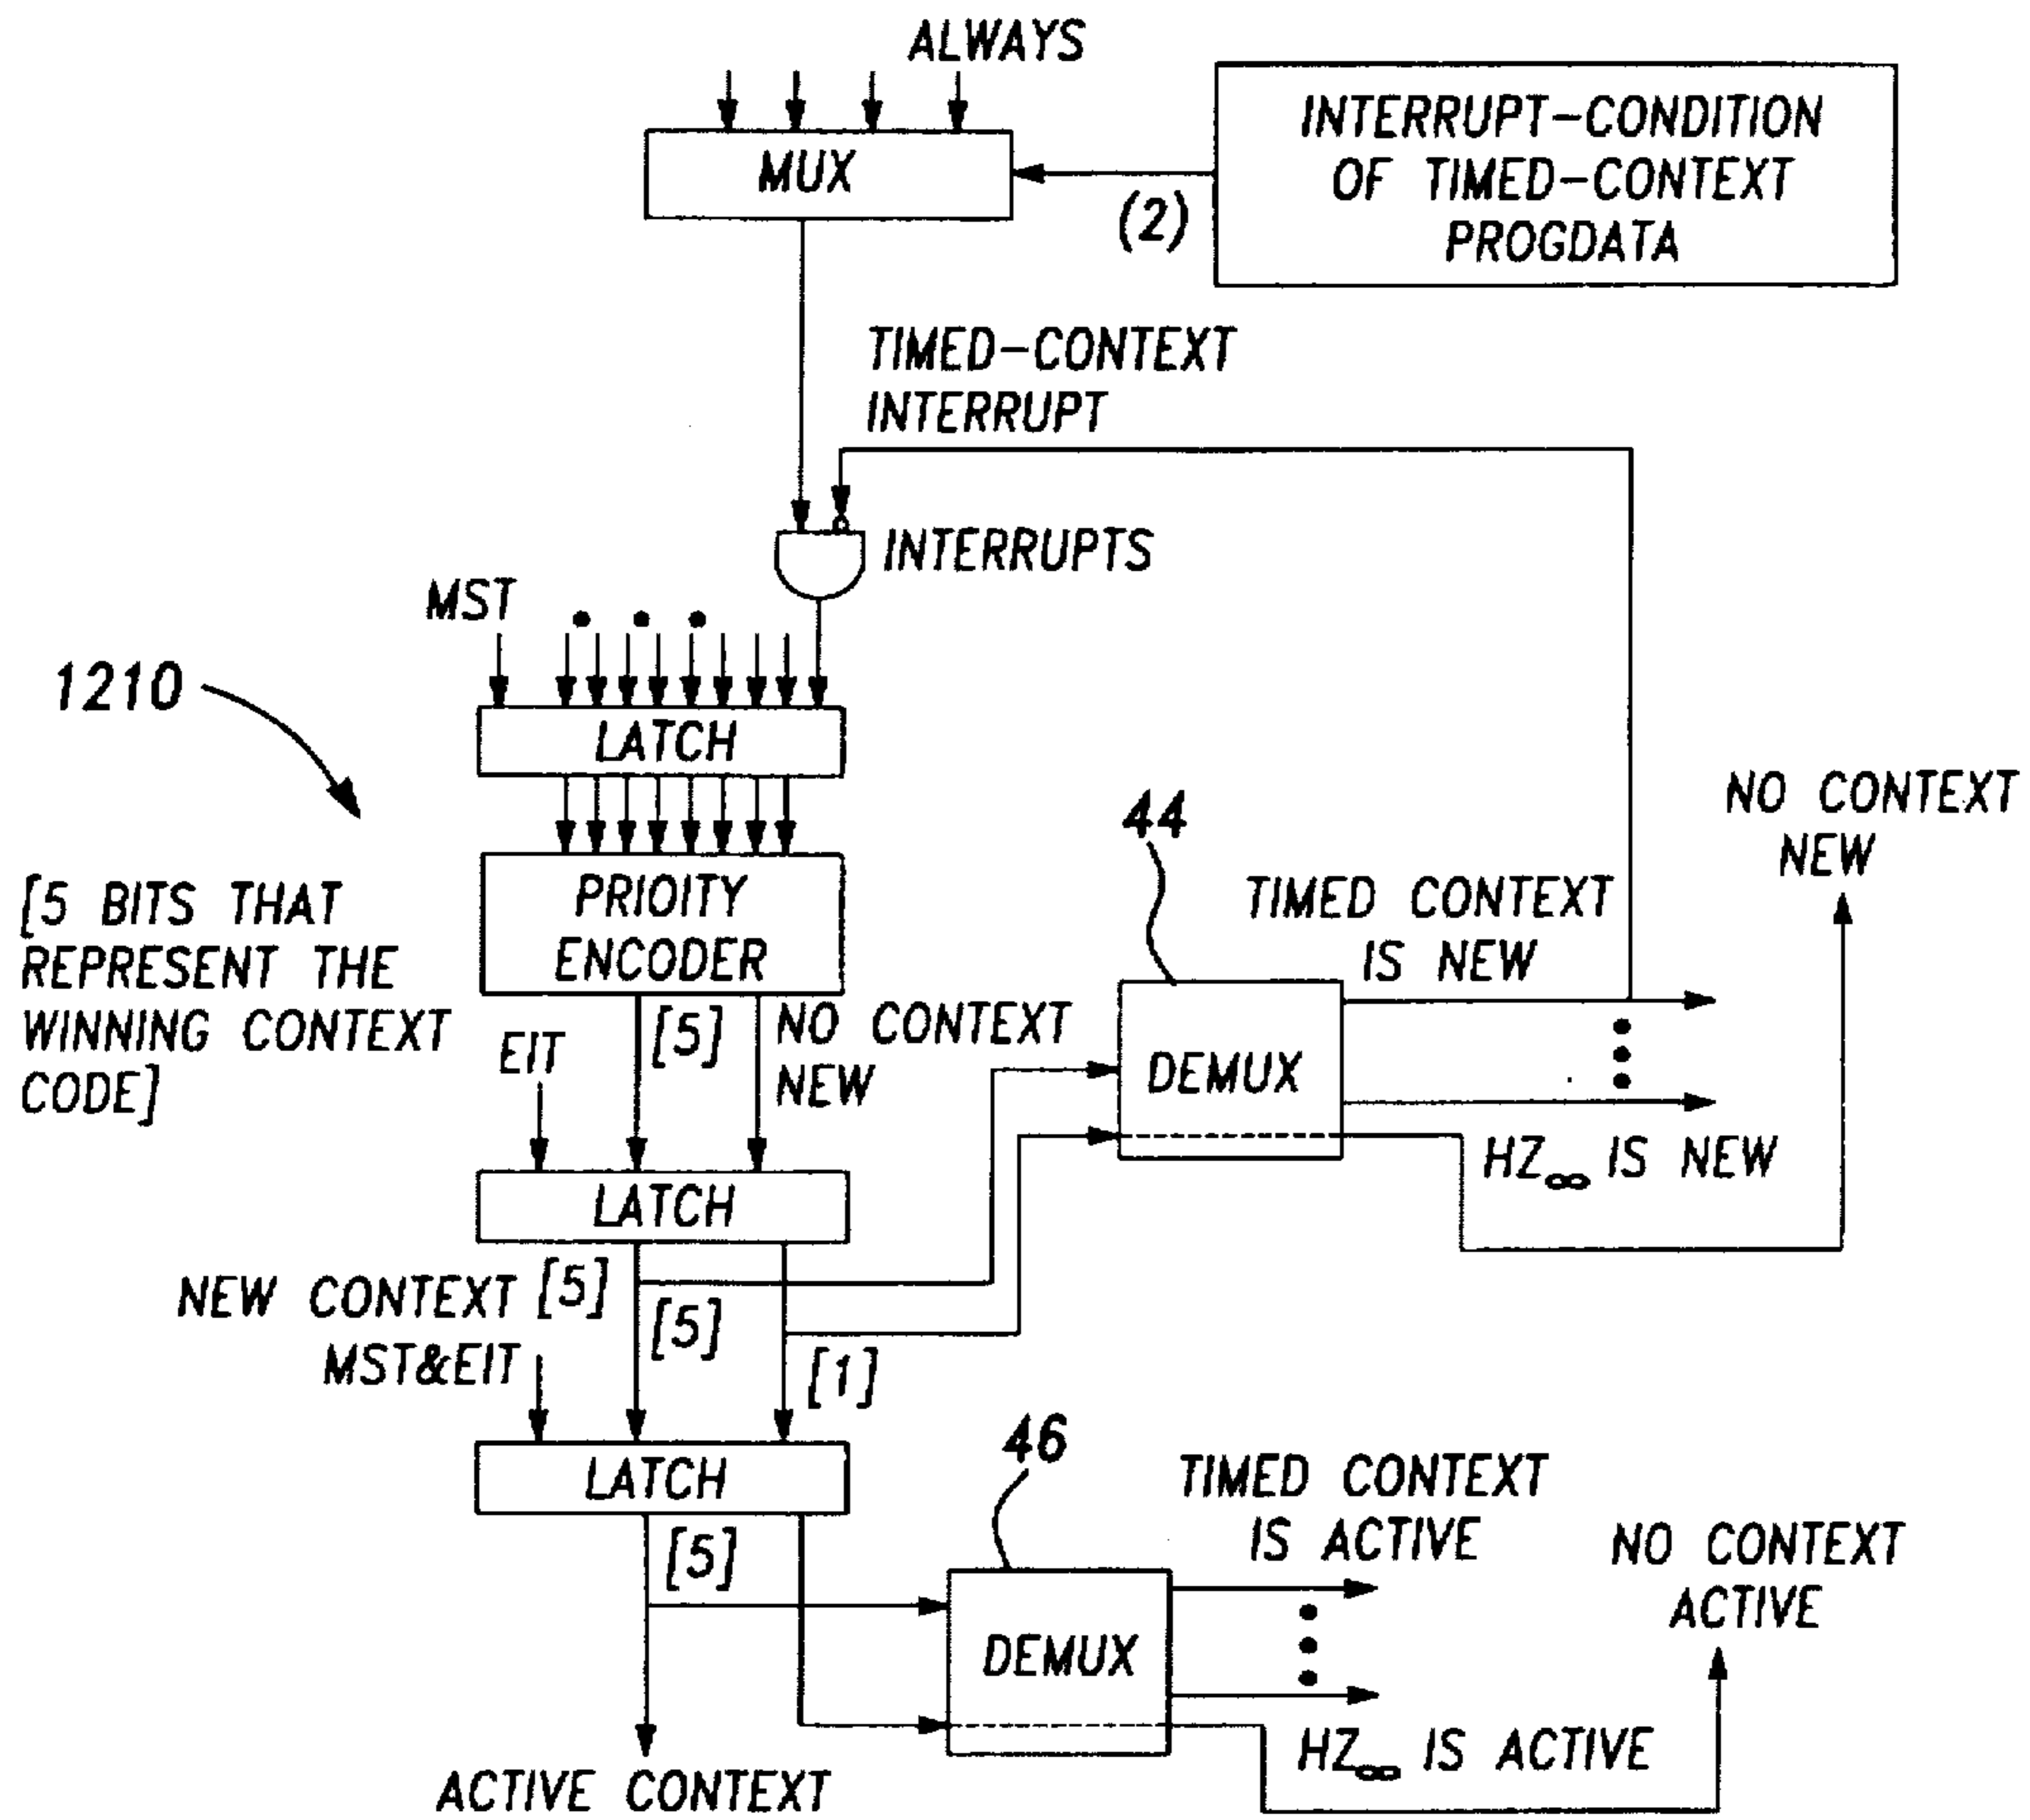 ALWAYS
MUX
(2)
INTERRUPT-CONDITION
OF TIMED-CONTEXT
PROGDATA
TIMED-CONTEXT
INTERRUPT
INTERRUPTS
MST
1210
LATCH
[5 BITS THAT
REPRESENT THE
WINNING CONTEXT
CODE]
PRIOITY
ENCODER
EIT
[5]
NO CONTEXT
NEW
44
DEMUX
TIMED CONTEXT
IS NEW
HZ∞ IS NEW
NO CONTEXT
NEW
LATCH
NEW CONTEXT [5]
[5]
MST&EIT
[1]
LATCH
[5]
46
DEMUX
TIMED CONTEXT
IS ACTIVE
HZ∞ IS ACTIVE
NO CONTEXT
ACTIVE
ACTIVE CONTEXT